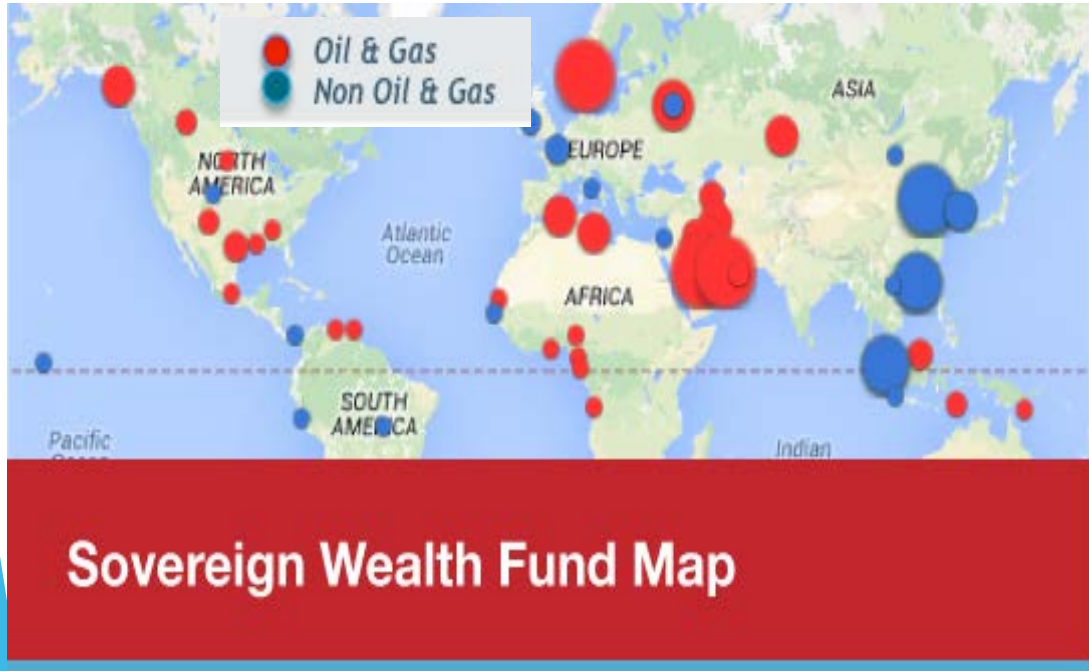 Oil & Gas
Non Oil & Gas
ASIA
EUROPE
NORTH
AMERICA
Atlantic
Ocean
AFRICA
SOUTH
AMERICA
Pacific
Indian
Sovereign Wealth Fund Map